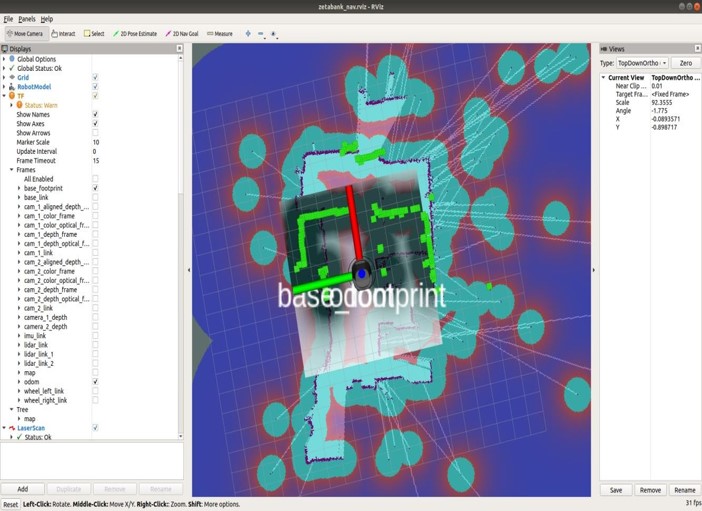 zetabank_nav.rviz - RViz
File Panels Help
Move Camera Interact Select 2D Pose Estimate 2D Nav Goal Measure
Displays
Global Options
Global Status: Ok
Grid
RobotModel
TF
Status: Warn
Show Names
Show Axes
Show Arrows
Marker Scale 10
Update Interval 0
Frame Timeout 15
Frames
All Enabled
base_footprint
base_link
cam_1_aligned_depth_...
cam_1_color_frame
cam_1_color_optical_fr...
cam_1_depth_frame
cam_1_depth_optical_f...
cam_1_link
cam_2_aligned_depth_...
cam_2_color_frame
cam_2_color_optical_fr...
cam_2_depth_frame
cam_2_depth_optical_f...
cam_2_link
camera_1_depth
camera_2_depth
imu_link
lidar_link
lidar_link_1
lidar_link_2
map
odom
wheel_left_link
wheel_right_link
Tree
map
LaserScan
Status: Ok
Add Duplicate Remove Rename
Views
Type: TopDownOrtho Zero
Current View TopDownOrtho ...
Near Clip ... 0.01
Target Fra... <Fixed Frame>
Scale 92.3555
Angle -1.775
X -0.0893571
Y -0.898717
Save Remove Rename
Reset Left-Click: Rotate. Middle-Click: Move X/Y. Right-Click: Zoom. Shift: More options. 31 fps